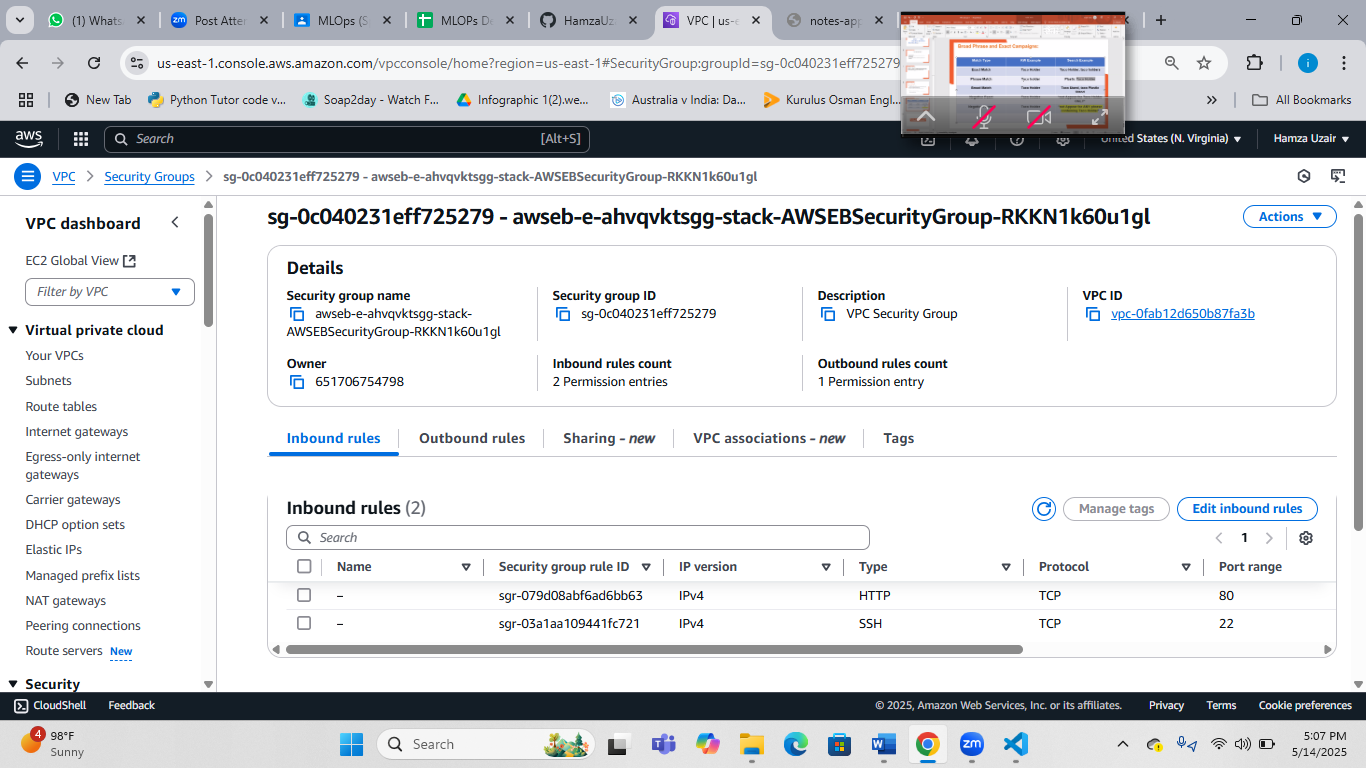 (1) Whats
Post Atter
MLOps (S
MLOPs De
HamzaUz
VPC | us-e
notes-app
us-east-1.console.aws.amazon.com/vpcconsole/home?region=us-east-1#SecurityGroup:groupId=sg-0c040231eff725279
New Tab
Python Tutor code v...
Soap2day - Watch F...
Infographic 1(2).we...
Australia v India: Da...
Kurulus Osman Engl...
»
All Bookmarks
Broad Phrase and Exact Campaigns:
aws
Search
[Alt+S]
United States (N. Virginia)
Hamza Uzair
VPC
Security Groups
sg-0c040231eff725279 - awseb-e-ahvqvktsgg-stack-AWSEBSecurityGroup-RKKN1k60u1gl
VPC dashboard
EC2 Global View
Filter by VPC
Virtual private cloud
Your VPCs
Subnets
Route tables
Internet gateways
Egress-only internet
gateways
Carrier gateways
DHCP option sets
Elastic IPs
Managed prefix lists
NAT gateways
Peering connections
Route servers New
Security
sg-0c040231eff725279 - awseb-e-ahvqvktsgg-stack-AWSEBSecurityGroup-RKKN1k60u1gl
Actions
Details
Security group name
awseb-e-ahvqvktsgg-stack-
AWSEBSecurityGroup-RKKN1k60u1gl
Security group ID
sg-0c040231eff725279
Description
VPC Security Group
VPC ID
vpc-0fab12d650b87fa3b
Owner
651706754798
Inbound rules count
2 Permission entries
Outbound rules count
1 Permission entry
Inbound rules
Outbound rules
Sharing - new
VPC associations - new
Tags
Inbound rules (2)
Manage tags
Edit inbound rules
Search
1
Name
Security group rule ID
IP version
Type
Protocol
Port range
– sgr-079d08abf6ad6bb63 IPv4 HTTP TCP 80
– sgr-03a1aa109441fc721 IPv4 SSH TCP 22
CloudShell
Feedback
© 2025, Amazon Web Services, Inc. or its affiliates.
Privacy
Terms
Cookie preferences
4
98°F
Sunny
Search
5:07 PM
5/14/2025